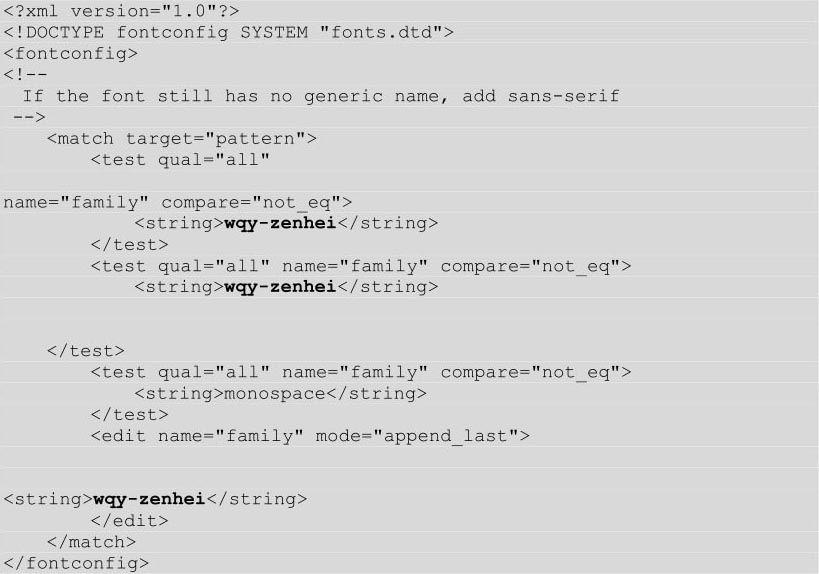 <?xml version="1.0"?>
<!DOCTYPE fontconfig SYSTEM "fonts.dtd">
<fontconfig>
<!--
 If the font still has no generic name, add sans-serif
 -->
    <match target="pattern">
        <test qual="all"
name="family" compare="not_eq">
            <string>wqy-zenhei</string>
        </test>
        <test qual="all" name="family" compare="not_eq">
            <string>wqy-zenhei</string>
    </test>
        <test qual="all" name="family" compare="not_eq">
            <string>monospace</string>
        </test>
        <edit name="family" mode="append_last">
<string>wqy-zenhei</string>
        </edit>
    </match>
</fontconfig>